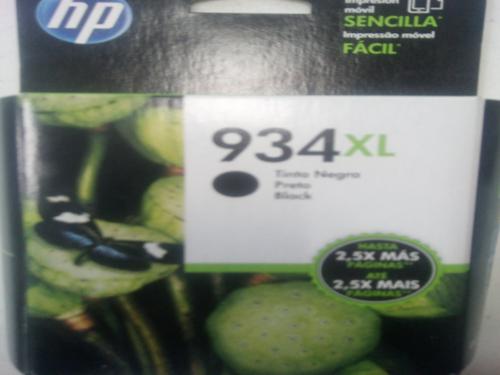 hp
Impresión
móvil
SENCILLA
Impressão móvel
FÁCIL
934XL
Tinta Negra
Preto
Black
HASTA
2,5X MÁS
PÁGINAS
ATÉ
2,5X MAIS
PÁGINAS